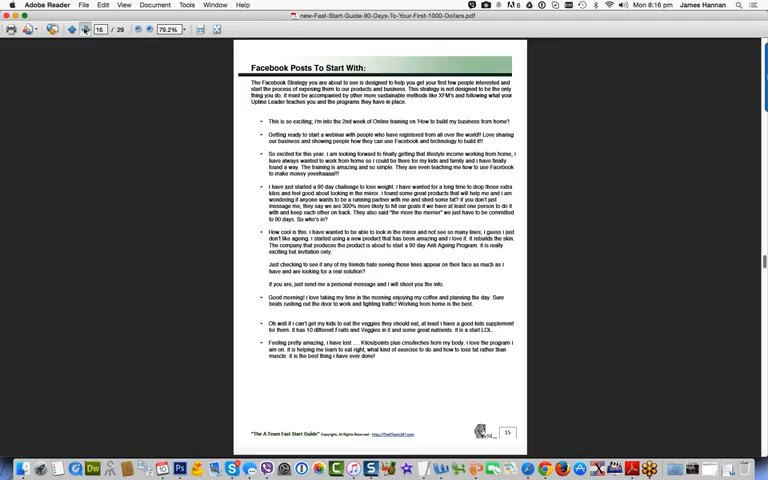 Adobe Reader File Edit View Document Tools Window Help 6 Mon 8:16 pm James Hannan
new-Fast-Start-Guide-90-Days-To-Your-First-1000-Dollars.pdf
16 / 29 79.2%
Facebook Posts To Start With:
The Facebook Strategy you are about to see is designed to help you get your first few people interested and
start the process of exposing them to our products and business. This strategy is not designed to be the only
thing you do. it must be accompanied by other more sustainable methods like XFM's and following what your
Upline Leader teaches you and the programs they have in place.
• This is so exciting; i'm into the 2nd week of Online training on 'How to build my business from home'!
• Getting ready to start a webinar with people who have registered from all over the world!! Love sharing
our business and showing people how they can use Facebook and technology to build it!!
• So excited for this year. i am looking forward to finally getting that lifestyle income working from home, i
have always wanted to work from home so i could be there for my kids and family and i have finally
found a way. The training is amazing and so simple. They are even teaching me how to use Facebook
to make money yeeehaaaa!!!
• i have just started a 90 day challenge to lose weight. i have wanted for a long time to drop those extra
kilos and feel good about looking in the mirror. i found some great products that will help me and i am
wondering if anyone wants to be a running partner with me and shed some fat? if you don't just
message me, they say we are 300% more likely to hit our goals if we have at least one person to do it
with and keep each other on track. They also said "the more the merrier" we just have to be committed
to 90 days. So who's in?
• How cool is this. i have wanted to be able to look in the mirror and not see so many lines; i guess i just
don't like ageing. i started using a new product that has been amazing and i love it. it rebuilds the skin.
The company that produces the product is about to start a 90 day Anti Ageing Program. it is really
exciting but invitation only.
Just checking to see if any of my friends hate seeing those lines appear on their face as much as i
have and are looking for a real solution?
if you are, just send me a personal message and i will shoot you the info.
• Good morning! i love taking my time in the morning enjoying my coffee and planning the day. Sure
beats rushing out the door to work and fighting traffic! Working from home is the best.
• Oh well if i can't get my kids to eat the veggies they should eat, at least i have a good kids supplement
for them. it has 10 different Fruits and Veggies in it and some great nutrients. it is a start LOL.
• Feeling pretty amazing, i have lost .... Kilos/points plus cms/inches from my body. i love the program i
am on. it is helping me learn to eat right, what kind of exercise to do and how to lose fat rather than
muscle. it is the best thing i have ever done!
"The A Team Fast Start Guide" Copyright. All Rights Reserved - http://TheATeam247.com 15